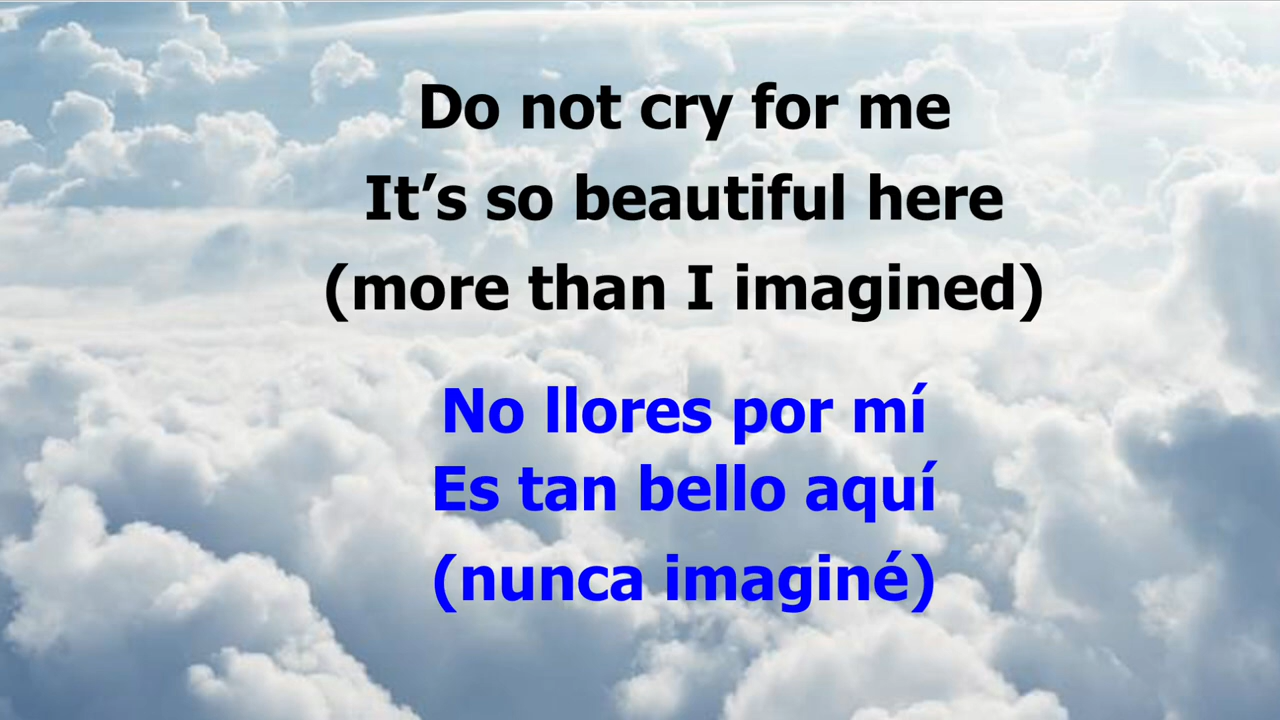 Do not cry for me
It’s so beautiful here
(more than I imagined)
No llores por mí
Es tan bello aquí
(nunca imaginé)